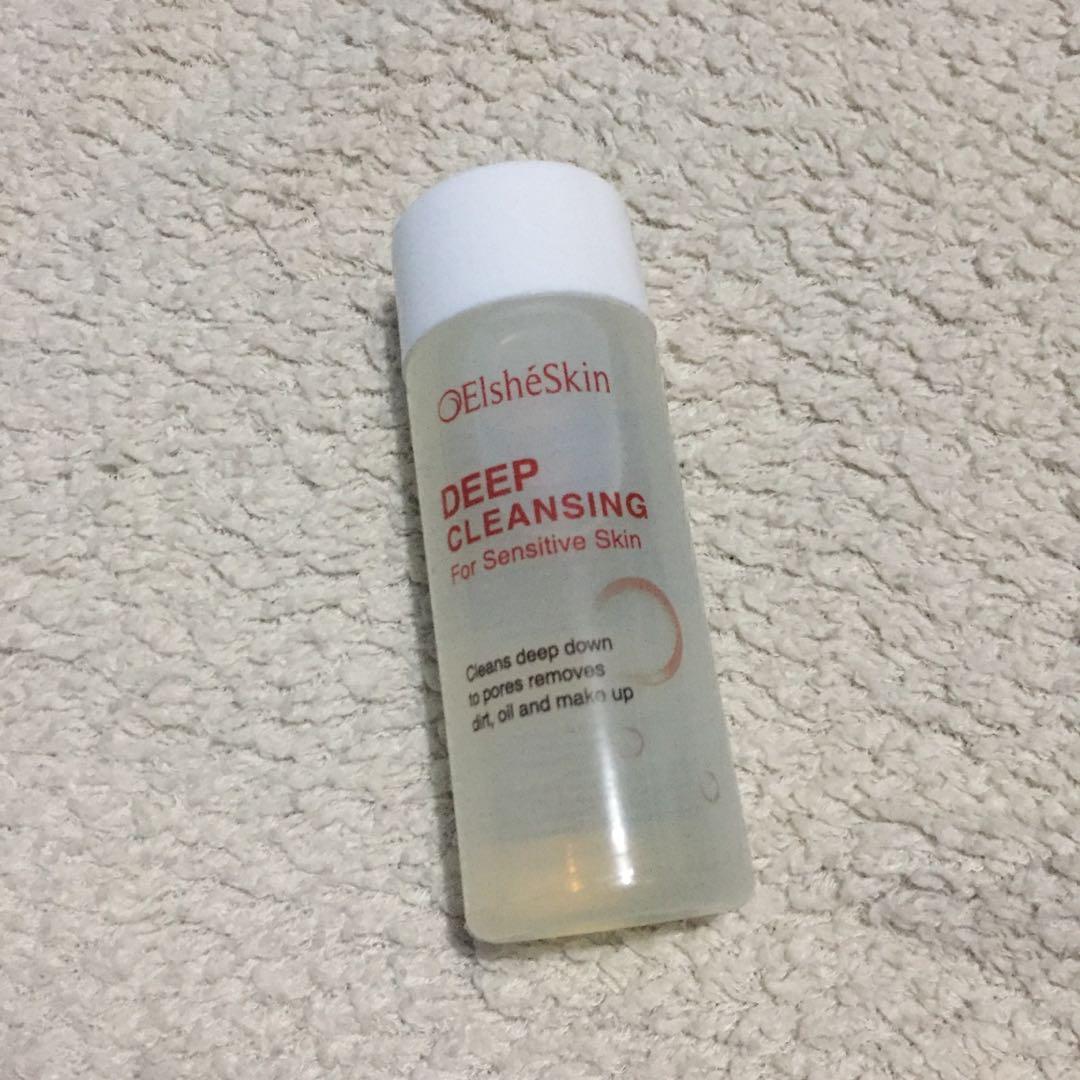 ElshéSkin
DEEP
CLEANSING
For Sensitive Skin
Cleans deep down
to pores removes
dirt, oil and make up